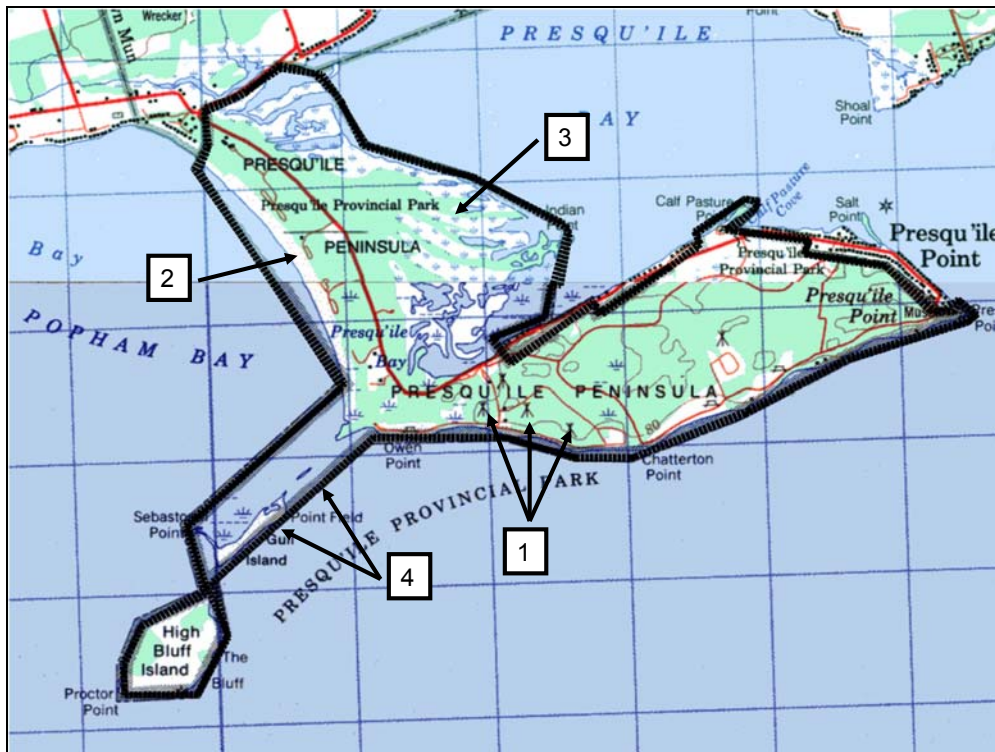 Wrecker
Mun
PRESQU'ILE
Point
Shoal
Point
3
PRESQU'ILE
Presqu'ile Provincial Park
Indian
Calf Pasture
Calf Pasture
Cove
Salt
Point
Presqu'ile
Point
PENINSULA
Bay
2
Presqu'ile
Provincial Park
Presqu'ile
Point
POPHAM BAY
Presqu'ile
Bay
PRESQU'ILE PENINSULA
80
Owen
Point
Chatterton
Point
PRESQU'ILE PROVINCIAL PARK
Point
Gull
Island
1
4
High
Bluff
Island
The
Bluff
Proctor
Point